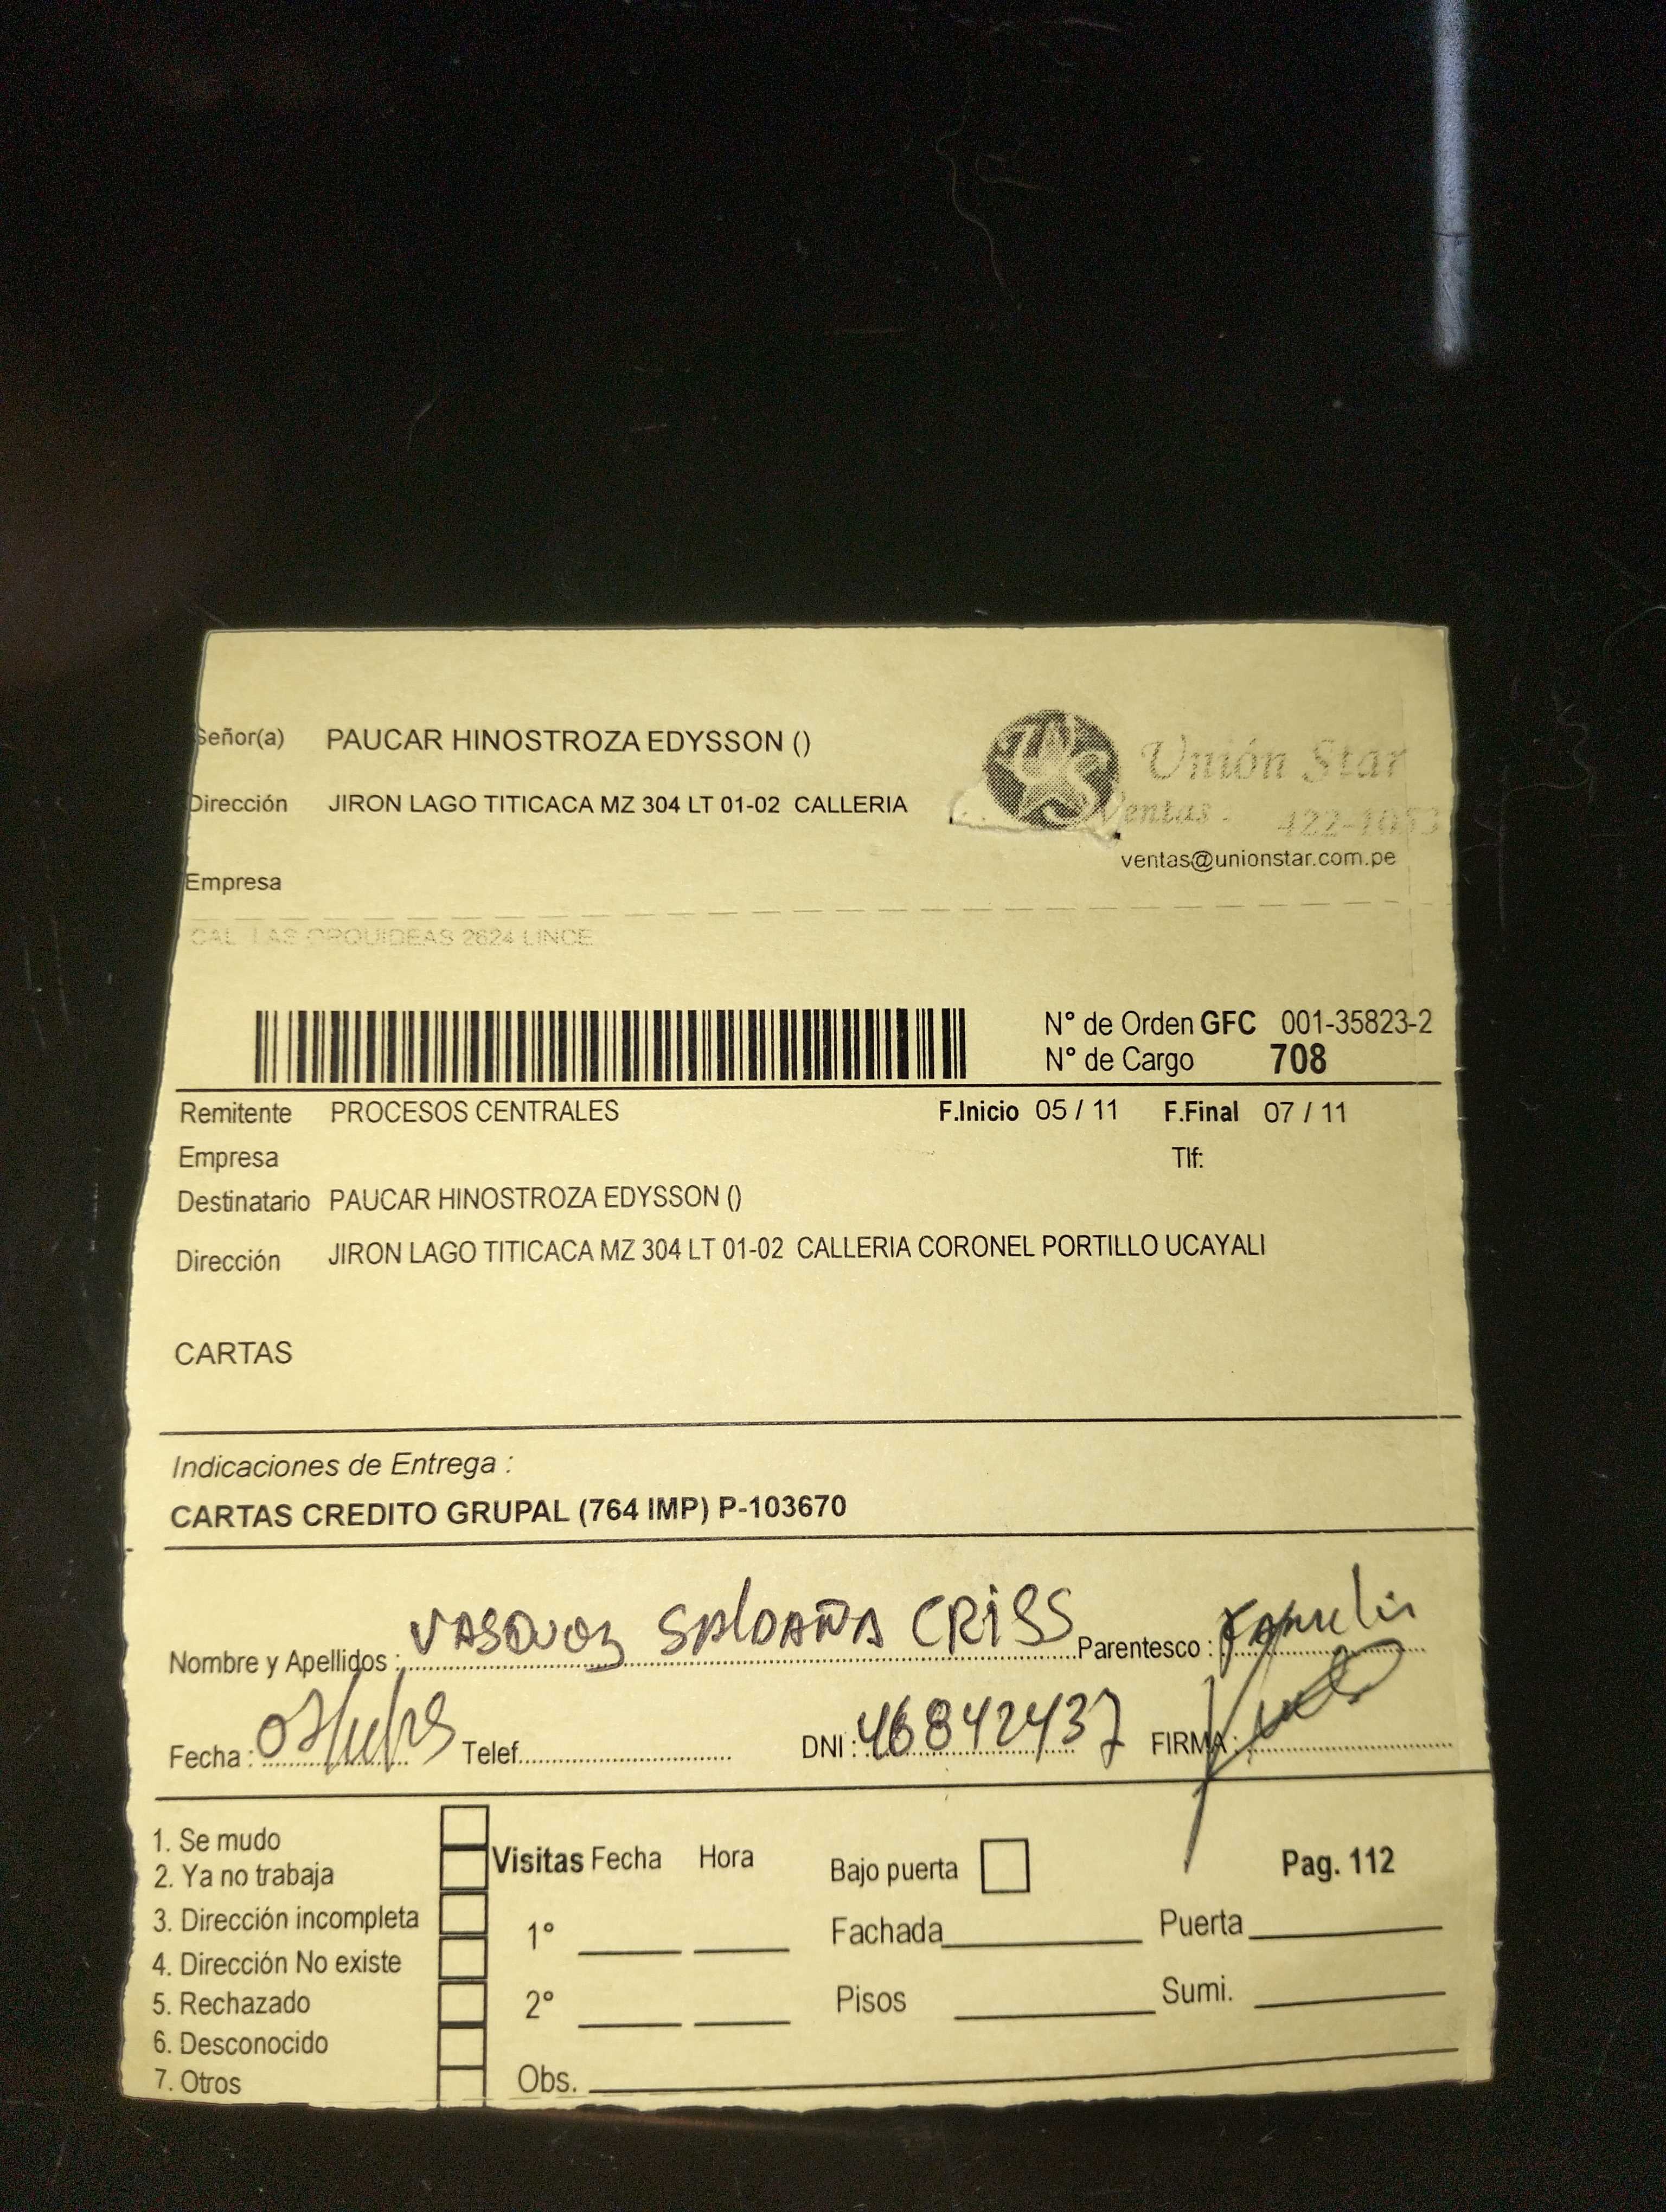 Señor(a) PAUCAR HINOSTROZA EDYSSON ()
Unión Star
Dirección JIRON LAGO TITICACA MZ 304 LT 01-02 CALLERIA
Ventas.
ventas@unionstar.com.pe
Empresa
CAL LAS ORQUIDEAS 2624 LINCE
N° de Orden GFC 001-35823-2
N° de Cargo 708
Remitente PROCESOS CENTRALES F.Inicio 05 / 11 F.Final 07 / 11
Empresa Tlf:
Destinatario PAUCAR HINOSTROZA EDYSSON ()
Dirección JIRON LAGO TITICACA MZ 304 LT 01-02 CALLERIA CORONEL PORTILLO UCAYALI
CARTAS
Indicaciones de Entrega :
CARTAS CREDITO GRUPAL (764 IMP) P-103670
Nombre y Apellidos : VASQUEZ SALDAÑA CRISS Parentesco :
Fecha : Telef. DNI : 46842437 FIRMA :
1. Se mudo
2. Ya no trabaja
3. Dirección incompleta
4. Dirección No existe
5. Rechazado
6. Desconocido
7. Otros
Visitas Fecha Hora Bajo puerta Pag. 112
1° Fachada Puerta
2° Pisos Sumi.
Obs.